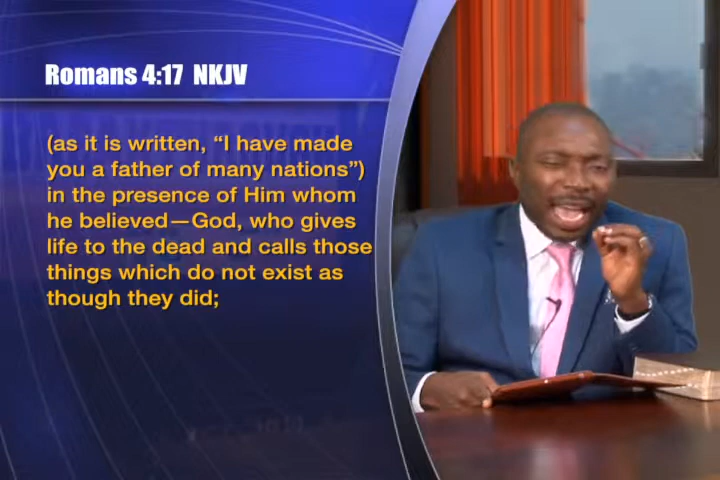 Romans 4:17 NKJV
(as it is written, “I have made
you a father of many nations”)
in the presence of Him whom
he believed—God, who gives
life to the dead and calls those
things which do not exist as
though they did;